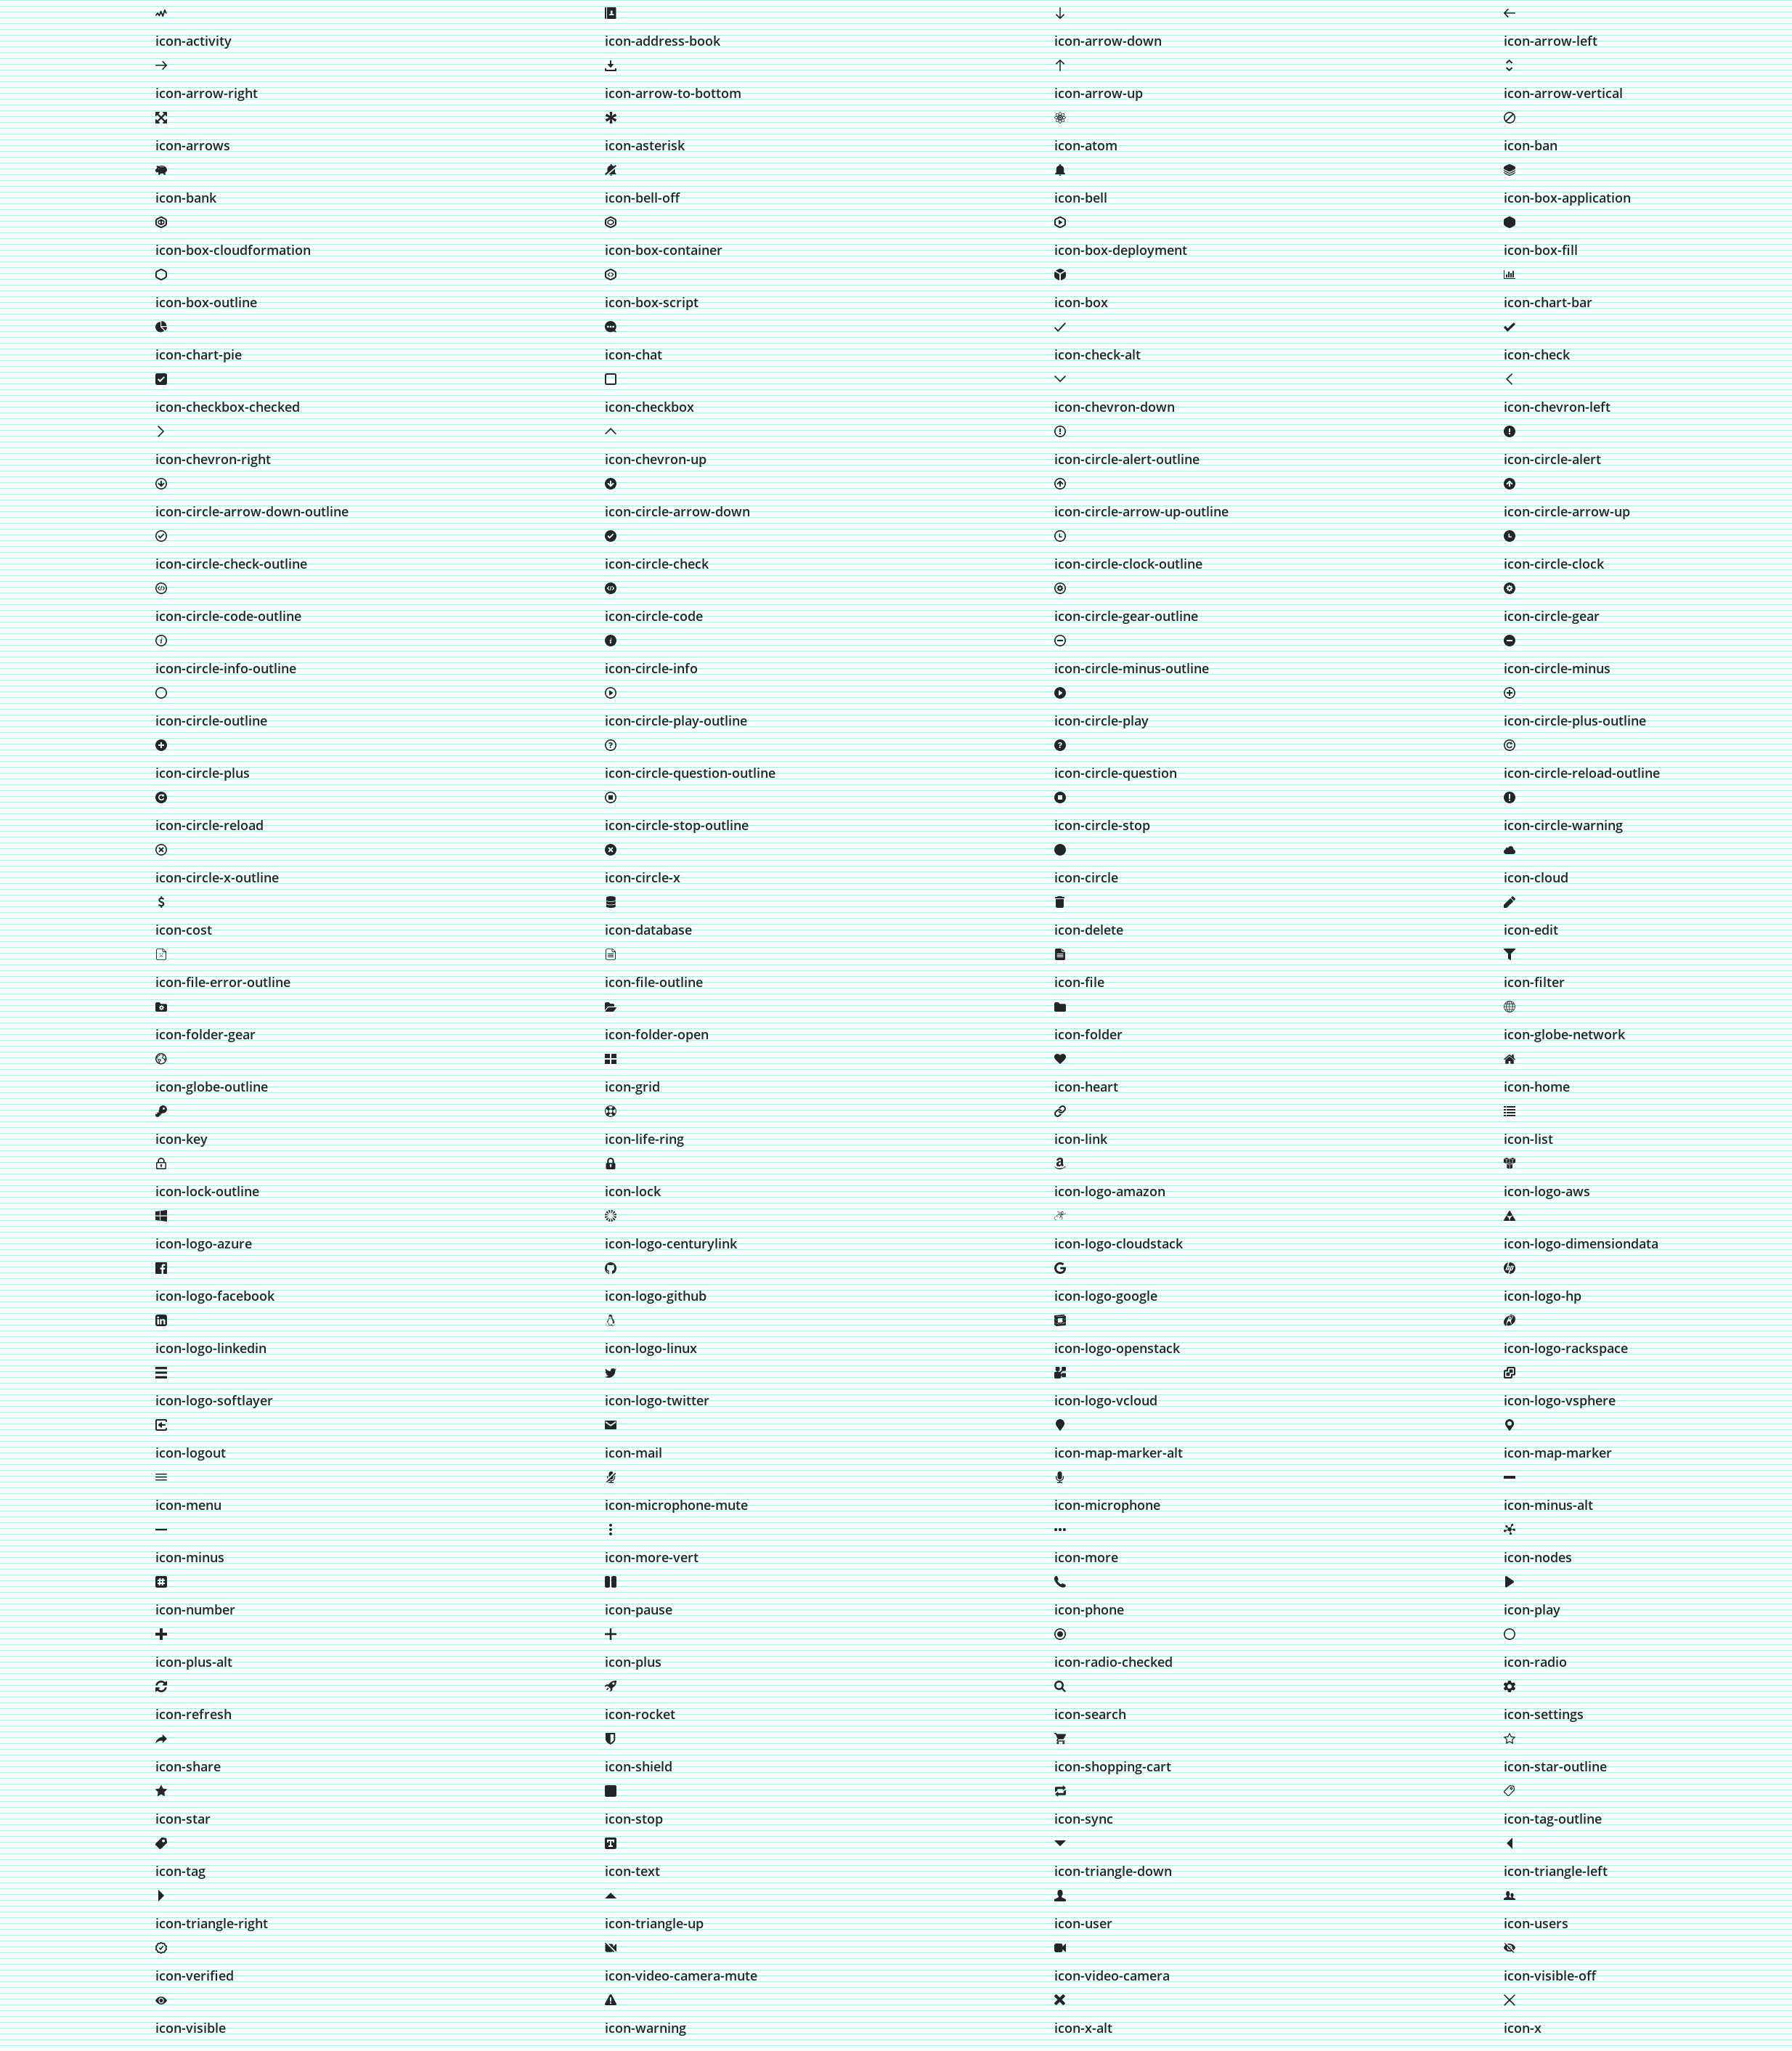 icon-activity icon-address-book icon-arrow-down icon-arrow-left
icon-arrow-right icon-arrow-to-bottom icon-arrow-up icon-arrow-vertical
icon-arrows icon-asterisk icon-atom icon-ban
icon-bank icon-bell-off icon-bell icon-box-application
icon-box-cloudformation icon-box-container icon-box-deployment icon-box-fill
icon-box-outline icon-box-script icon-box icon-chart-bar
icon-chart-pie icon-chat icon-check-alt icon-check
icon-checkbox-checked icon-checkbox icon-chevron-down icon-chevron-left
icon-chevron-right icon-chevron-up icon-circle-alert-outline icon-circle-alert
icon-circle-arrow-down-outline icon-circle-arrow-down icon-circle-arrow-up-outline icon-circle-arrow-up
icon-circle-check-outline icon-circle-check icon-circle-clock-outline icon-circle-clock
icon-circle-code-outline icon-circle-code icon-circle-gear-outline icon-circle-gear
icon-circle-info-outline icon-circle-info icon-circle-minus-outline icon-circle-minus
icon-circle-outline icon-circle-play-outline icon-circle-play icon-circle-plus-outline
icon-circle-plus icon-circle-question-outline icon-circle-question icon-circle-reload-outline
icon-circle-reload icon-circle-stop-outline icon-circle-stop icon-circle-warning
icon-circle-x-outline icon-circle-x icon-circle icon-cloud
icon-cost icon-database icon-delete icon-edit
icon-file-error-outline icon-file-outline icon-file icon-filter
icon-folder-gear icon-folder-open icon-folder icon-globe-network
icon-globe-outline icon-grid icon-heart icon-home
icon-key icon-life-ring icon-link icon-list
icon-lock-outline icon-lock icon-logo-amazon icon-logo-aws
icon-logo-azure icon-logo-centurylink icon-logo-cloudstack icon-logo-dimensiondata
icon-logo-facebook icon-logo-github icon-logo-google icon-logo-hp
icon-logo-linkedin icon-logo-linux icon-logo-openstack icon-logo-rackspace
icon-logo-softlayer icon-logo-twitter icon-logo-vcloud icon-logo-vsphere
icon-logout icon-mail icon-map-marker-alt icon-map-marker
icon-menu icon-microphone-mute icon-microphone icon-minus-alt
icon-minus icon-more-vert icon-more icon-nodes
icon-number icon-pause icon-phone icon-play
icon-plus-alt icon-plus icon-radio-checked icon-radio
icon-refresh icon-rocket icon-search icon-settings
icon-share icon-shield icon-shopping-cart icon-star-outline
icon-star icon-stop icon-sync icon-tag-outline
icon-tag icon-text icon-triangle-down icon-triangle-left
icon-triangle-right icon-triangle-up icon-user icon-users
icon-verified icon-video-camera-mute icon-video-camera icon-visible-off
icon-visible icon-warning icon-x-alt icon-x